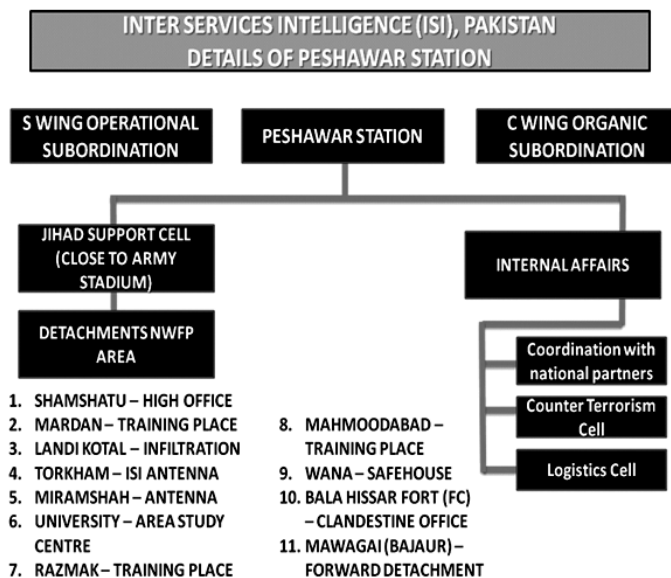 INTER SERVICES INTELLIGENCE (ISI), PAKISTAN
DETAILS OF PESHAWAR STATION
S WING OPERATIONAL
SUBORDINATION
PESHAWAR STATION
C WING ORGANIC
SUBORDINATION
JIHAD SUPPORT CELL
(CLOSE TO ARMY
STADIUM)
INTERNAL AFFAIRS
DETACHMENTS NWFP
AREA
Coordination with
national partners
Counter Terrorism
Cell
Logistics Cell
1. SHAMSHATU – HIGH OFFICE
2. MARDAN – TRAINING PLACE
3. LANDI KOTAL – INFILTRATION
4. TORKHAM – ISI ANTENNA
5. MIRAMSHAH – ANTENNA
6. UNIVERSITY – AREA STUDY
CENTRE
7. RAZMAK – TRAINING PLACE
8. MAHMOODABAD –
TRAINING PLACE
9. WANA – SAFEHOUSE
10. BALA HISSAR FORT (FC)
– CLANDESTINE OFFICE
11. MAWAGAI (BAJAUR) –
FORWARD DETACHMENT